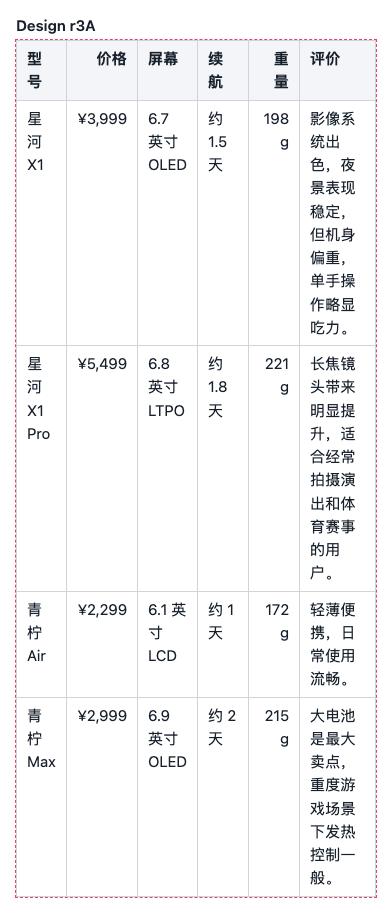 Design r3A
型
号
价格
屏幕
续
航
重
量
评价
星
河
X1
¥3,999
6.7
英寸
OLED
约
1.5
天
198
g
影像系
统出
色，夜
景表现
稳定，
但机身
偏重，
单手操
作略显
吃力。
星
河
X1
Pro
¥5,499
6.8
英寸
LTPO
约
1.8
天
221
g
长焦镜
头带来
明显提
升，适
合经常
拍摄演
出和体
育赛事
的用
户。
青
柠
Air
¥2,299
6.1 英
寸
LCD
约 1
天
172
g
轻薄便
携，日
常使用
流畅。
青
柠
Max
¥2,999
6.9
英寸
OLED
约 2
天
215
g
大电池
是最大
卖点，
重度游
戏场景
下发热
控制一
般。